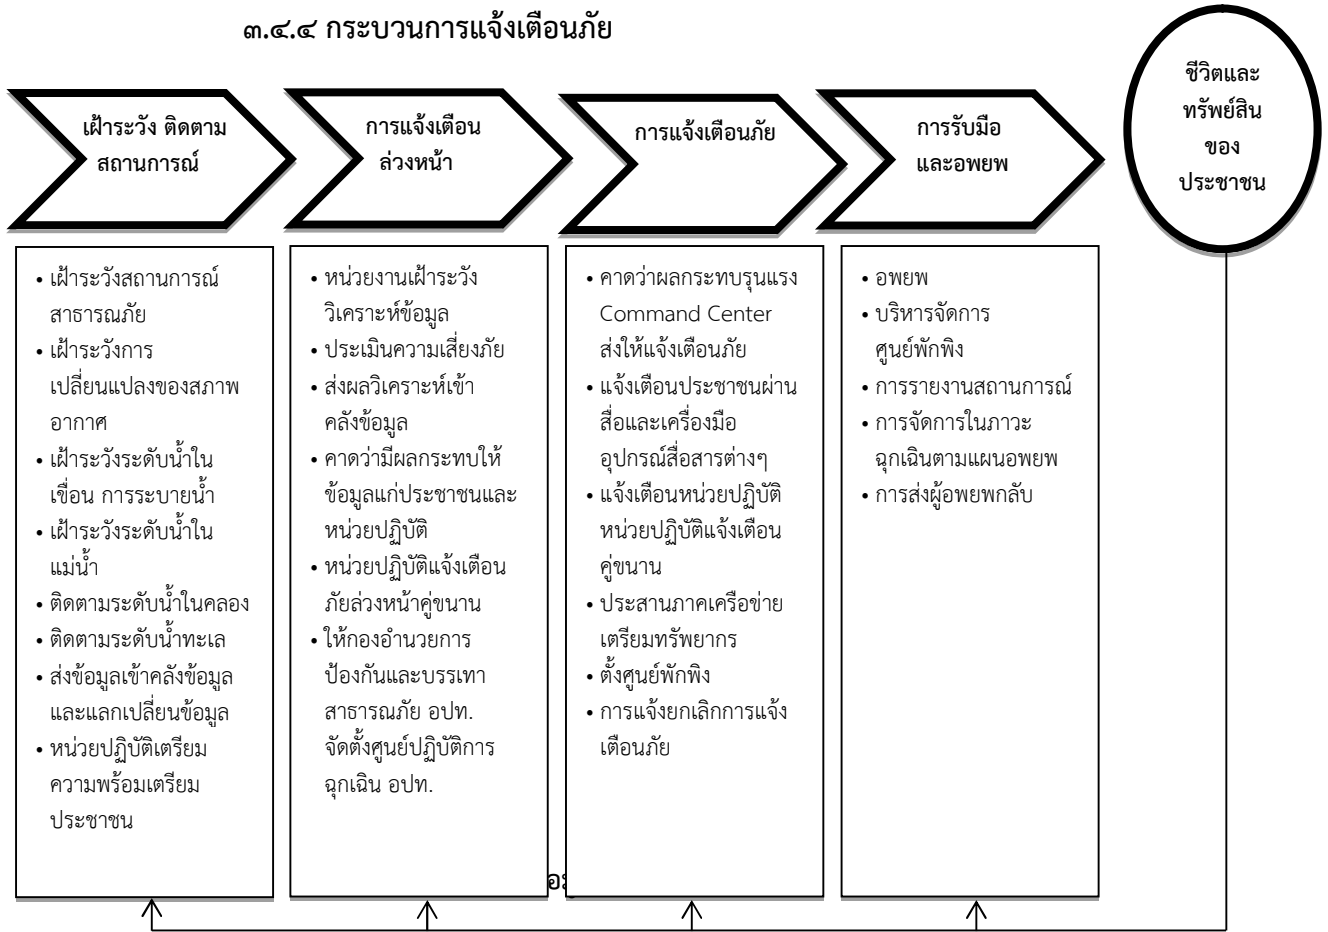 ๓.๔.๔ กระบวนการแจ้งเตือนภัย
เฝ้าระวัง ติดตาม
สถานการณ์
การแจ้งเตือน
ล่วงหน้า
การแจ้งเตือนภัย
การรับมือ
และอพยพ
ชีวิตและ
ทรัพย์สิน
ของ
ประชาชน
• เฝ้าระวังสถานการณ์
สาธารณภัย
• เฝ้าระวังการ
เปลี่ยนแปลงของสภาพ
อากาศ
• เฝ้าระวังระดับน้ำใน
เขื่อน การระบายน้ำ
• เฝ้าระวังระดับน้ำใน
แม่น้ำ
• ติดตามระดับน้ำในคลอง
• ติดตามระดับน้ำทะเล
• ส่งข้อมูลเข้าคลังข้อมูล
และแลกเปลี่ยนข้อมูล
• หน่วยปฏิบัติเตรียม
ความพร้อมเตรียม
ประชาชน
• หน่วยงานเฝ้าระวัง
วิเคราะห์ข้อมูล
• ประเมินความเสี่ยงภัย
• ส่งผลวิเคราะห์เข้า
คลังข้อมูล
• คาดว่ามีผลกระทบให้
ข้อมูลแก่ประชาชนและ
หน่วยปฏิบัติ
• หน่วยปฏิบัติแจ้งเตือน
ภัยล่วงหน้าคู่ขนาน
• ให้กองอำนวยการ
ป้องกันและบรรเทา
สาธารณภัย อปท.
จัดตั้งศูนย์ปฏิบัติการ
ฉุกเฉิน อปท.
• คาดว่าผลกระทบรุนแรง
Command Center
ส่งให้แจ้งเตือนภัย
• แจ้งเตือนประชาชนผ่าน
สื่อและเครื่องมือ
อุปกรณ์สื่อสารต่างๆ
• แจ้งเตือนหน่วยปฏิบัติ
หน่วยปฏิบัติแจ้งเตือน
คู่ขนาน
• ประสานภาคเครือข่าย
เตรียมทรัพยากร
• ตั้งศูนย์พักพิง
• การแจ้งยกเลิกการแจ้ง
เตือนภัย
• อพยพ
• บริหารจัดการ
ศูนย์พักพิง
• การรายงานสถานการณ์
• การจัดการในภาวะ
ฉุกเฉินตามแผนอพยพ
• การส่งผู้อพยพกลับ